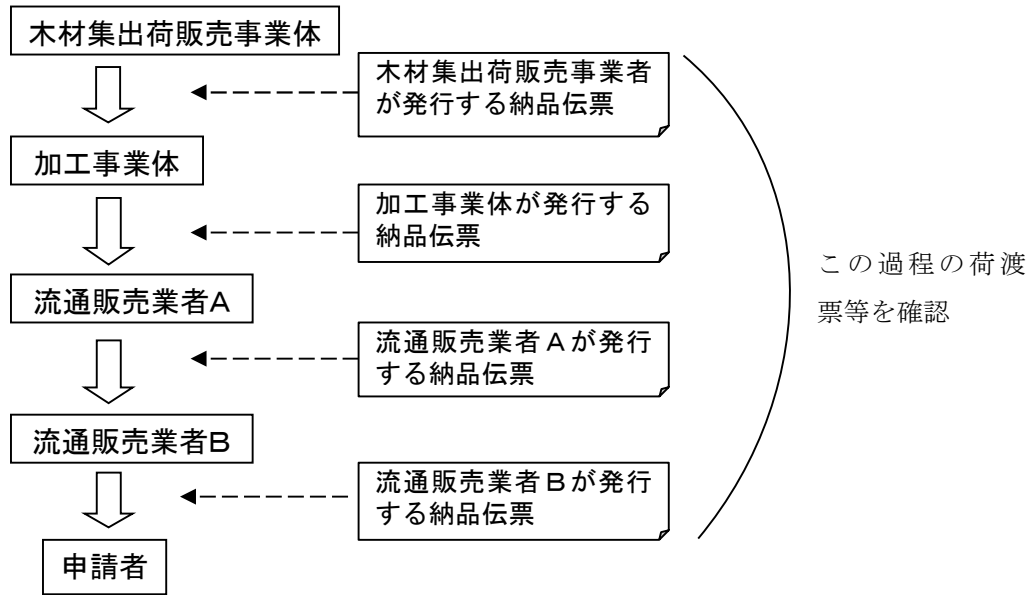 木材集出荷販売事業体
木材集出荷販売事業者
が発行する納品伝票
加工事業体
加工事業体が発行する
納品伝票
この過程の荷渡
票等を確認
流通販売業者A
流通販売業者Aが発行
する納品伝票
流通販売業者B
流通販売業者Bが発行
する納品伝票
申請者